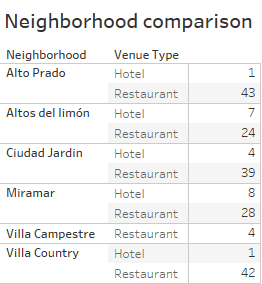 Neighborhood comparison
Neighborhood Venue Type
Alto Prado Hotel 1
Restaurant 43
Altos del limón Hotel 7
Restaurant 24
Ciudad Jardin Hotel 4
Restaurant 39
Miramar Hotel 8
Restaurant 28
Villa Campestre Restaurant 4
Villa Country Hotel 1
Restaurant 42